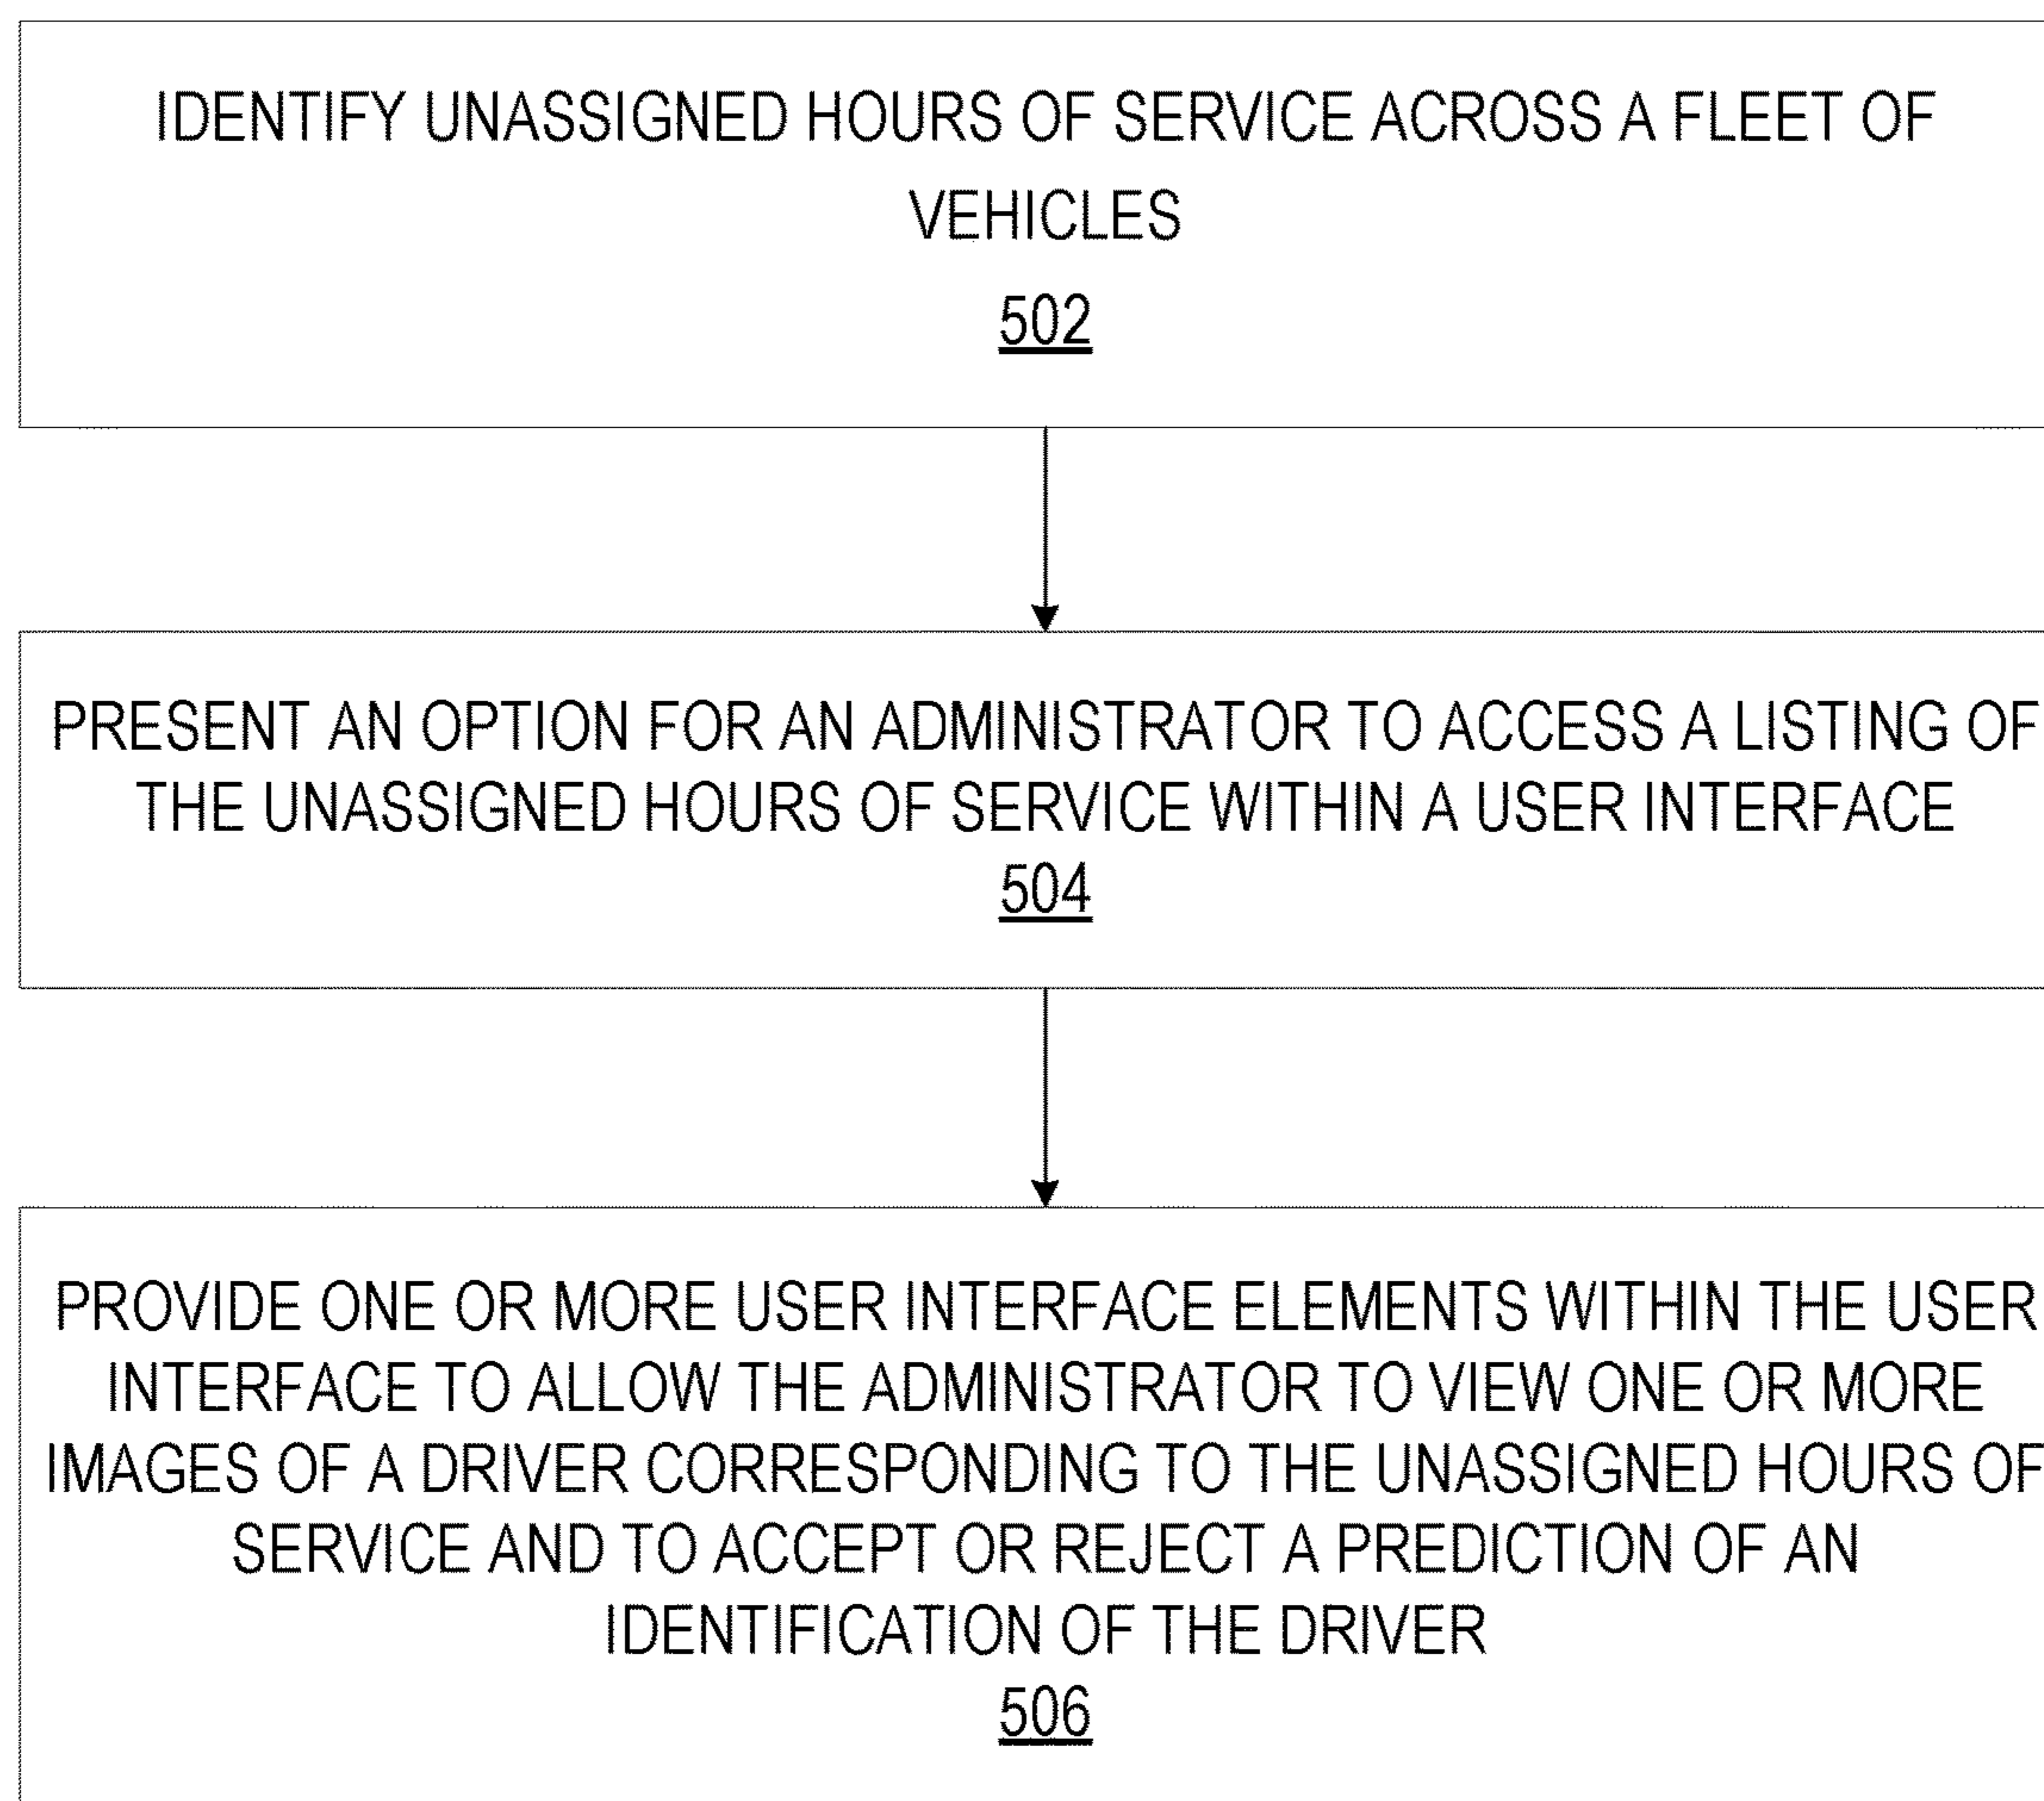 IDENTIFY UNASSIGNED HOURS OF SERVICE ACROSS A FLEET OF
VEHICLES
502
PRESENT AN OPTION FOR AN ADMINISTRATOR TO ACCESS A LISTING OF
THE UNASSIGNED HOURS OF SERVICE WITHIN A USER INTERFACE
504
PROVIDE ONE OR MORE USER INTERFACE ELEMENTS WITHIN THE USER
INTERFACE TO ALLOW THE ADMINISTRATOR TO VIEW ONE OR MORE
IMAGES OF A DRIVER CORRESPONDING TO THE UNASSIGNED HOURS OF
SERVICE AND TO ACCEPT OR REJECT A PREDICTION OF AN
IDENTIFICATION OF THE DRIVER
506